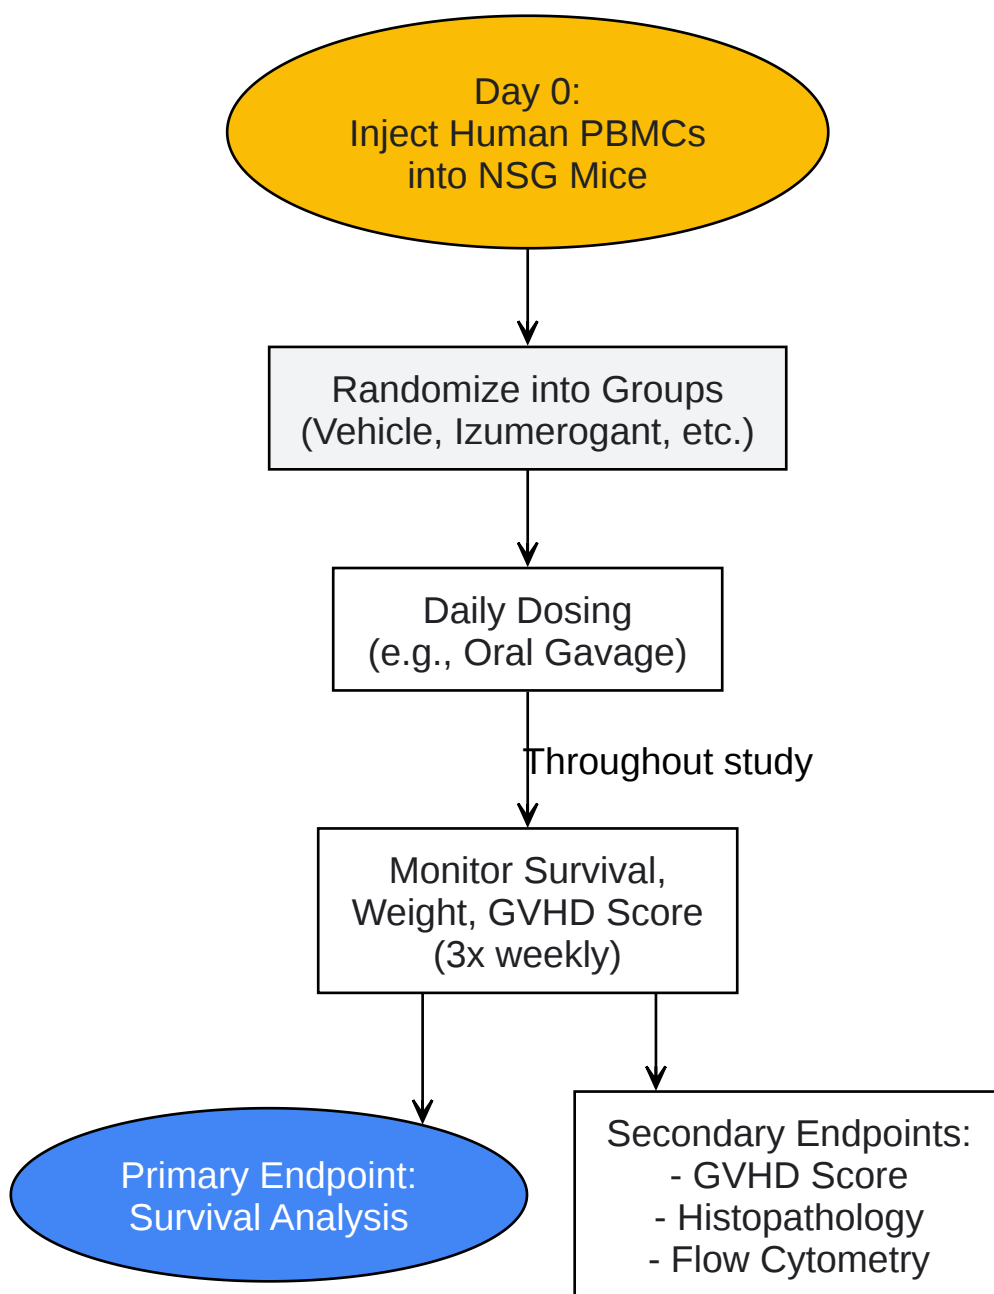 Day 0:
Inject Human PBMCs
into NSG Mice
Randomize into Groups
(Vehicle, Izumerogant, etc.)
Daily Dosing
(e.g., Oral Gavage)
Throughout study
Monitor Survival,
Weight, GVHD Score
(3x weekly)
Primary Endpoint:
Survival Analysis
Secondary Endpoints:
- GVHD Score
- Histopathology
- Flow Cytometry